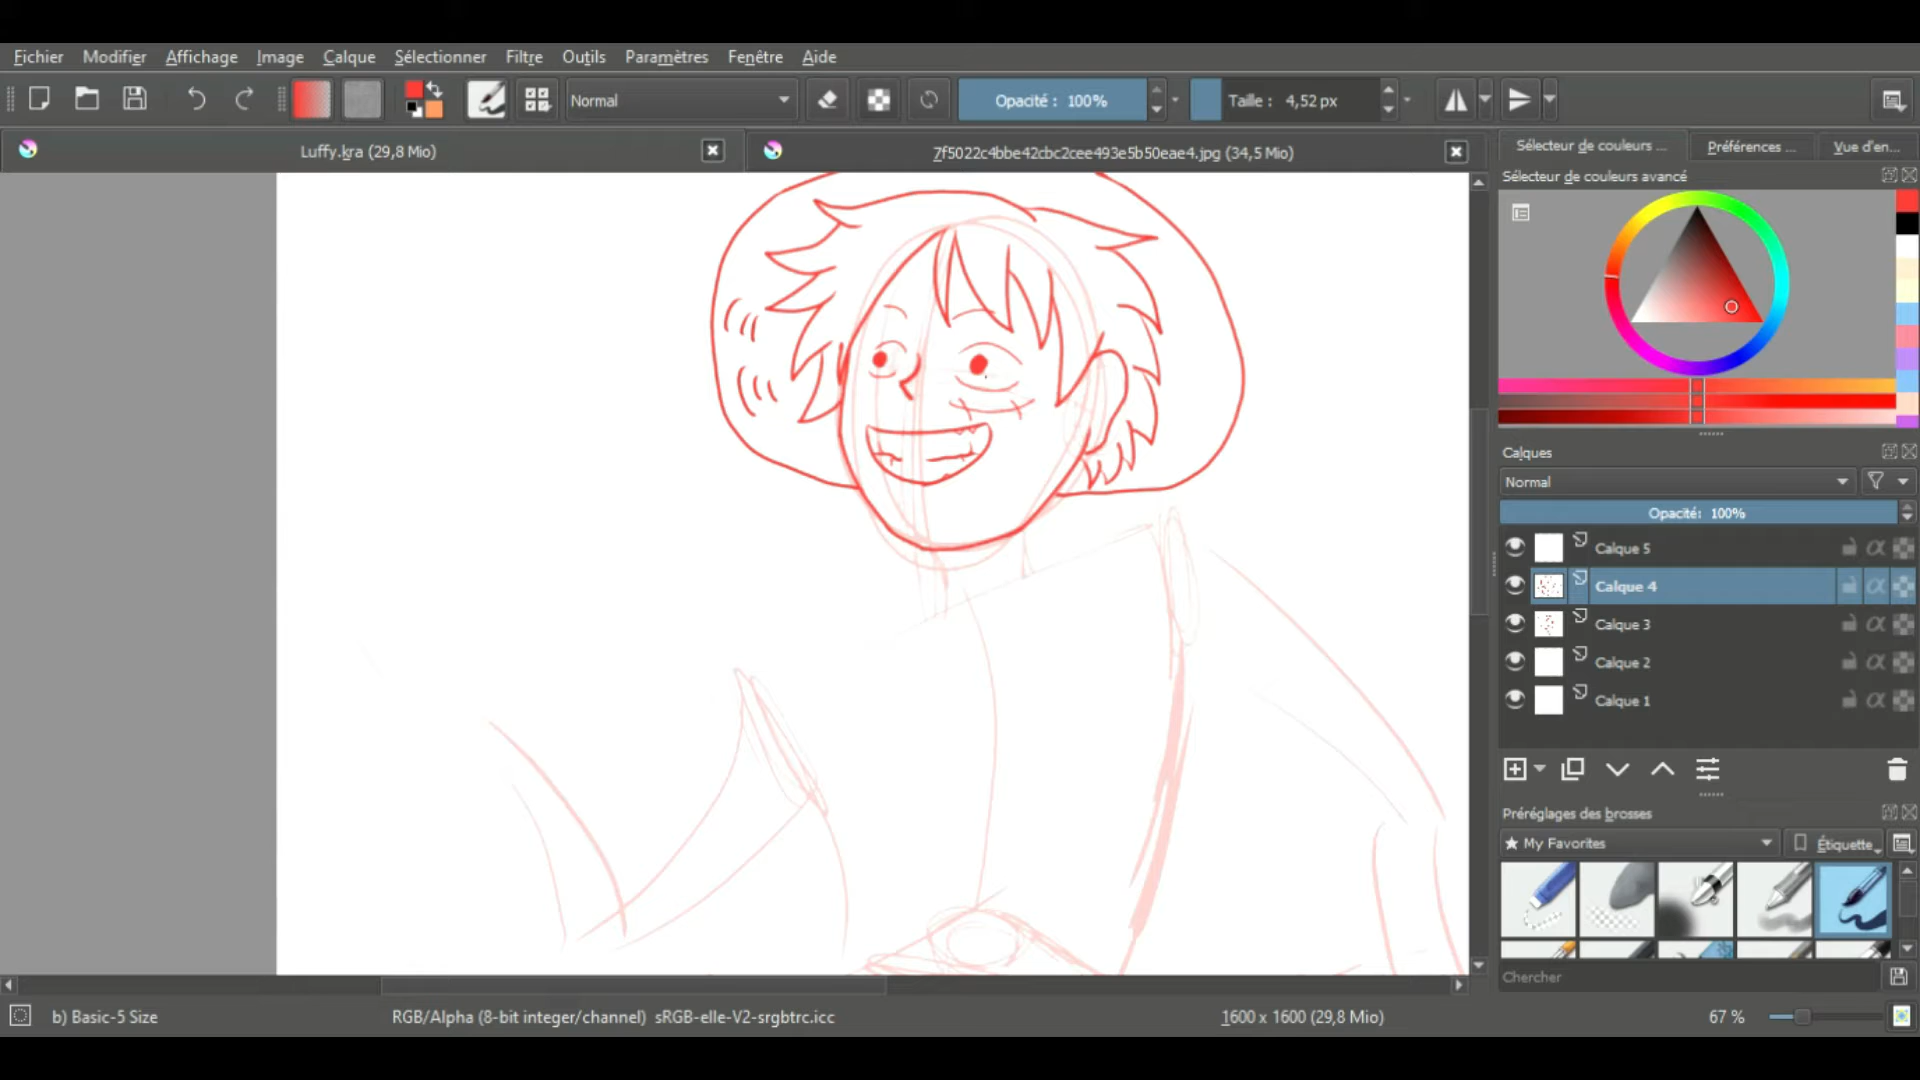 Fichier Modifier Affichage Image Calque Sélectionner Filtre Outils Paramètres Fenêtre Aide
Normal Opacité : 100% Taille : 4,52 px
Luffy.kra (29,8 Mio) 7f5022c4bbe42cbc2cee493e5b50eae4.jpg (34,5 Mio)
Sélecteur de couleurs ... Préférences ... Vue d'en...
Sélecteur de couleurs avancé
Calques
Normal
Opacité: 100%
Calque 5
Calque 4
Calque 3
Calque 2
Calque 1
Préréglages des brosses
★ My Favorites Étiquette
Chercher
b) Basic-5 Size RGB/Alpha (8-bit integer/channel) sRGB-elle-V2-srgbtrc.icc 1600 x 1600 (29,8 Mio) 67 %